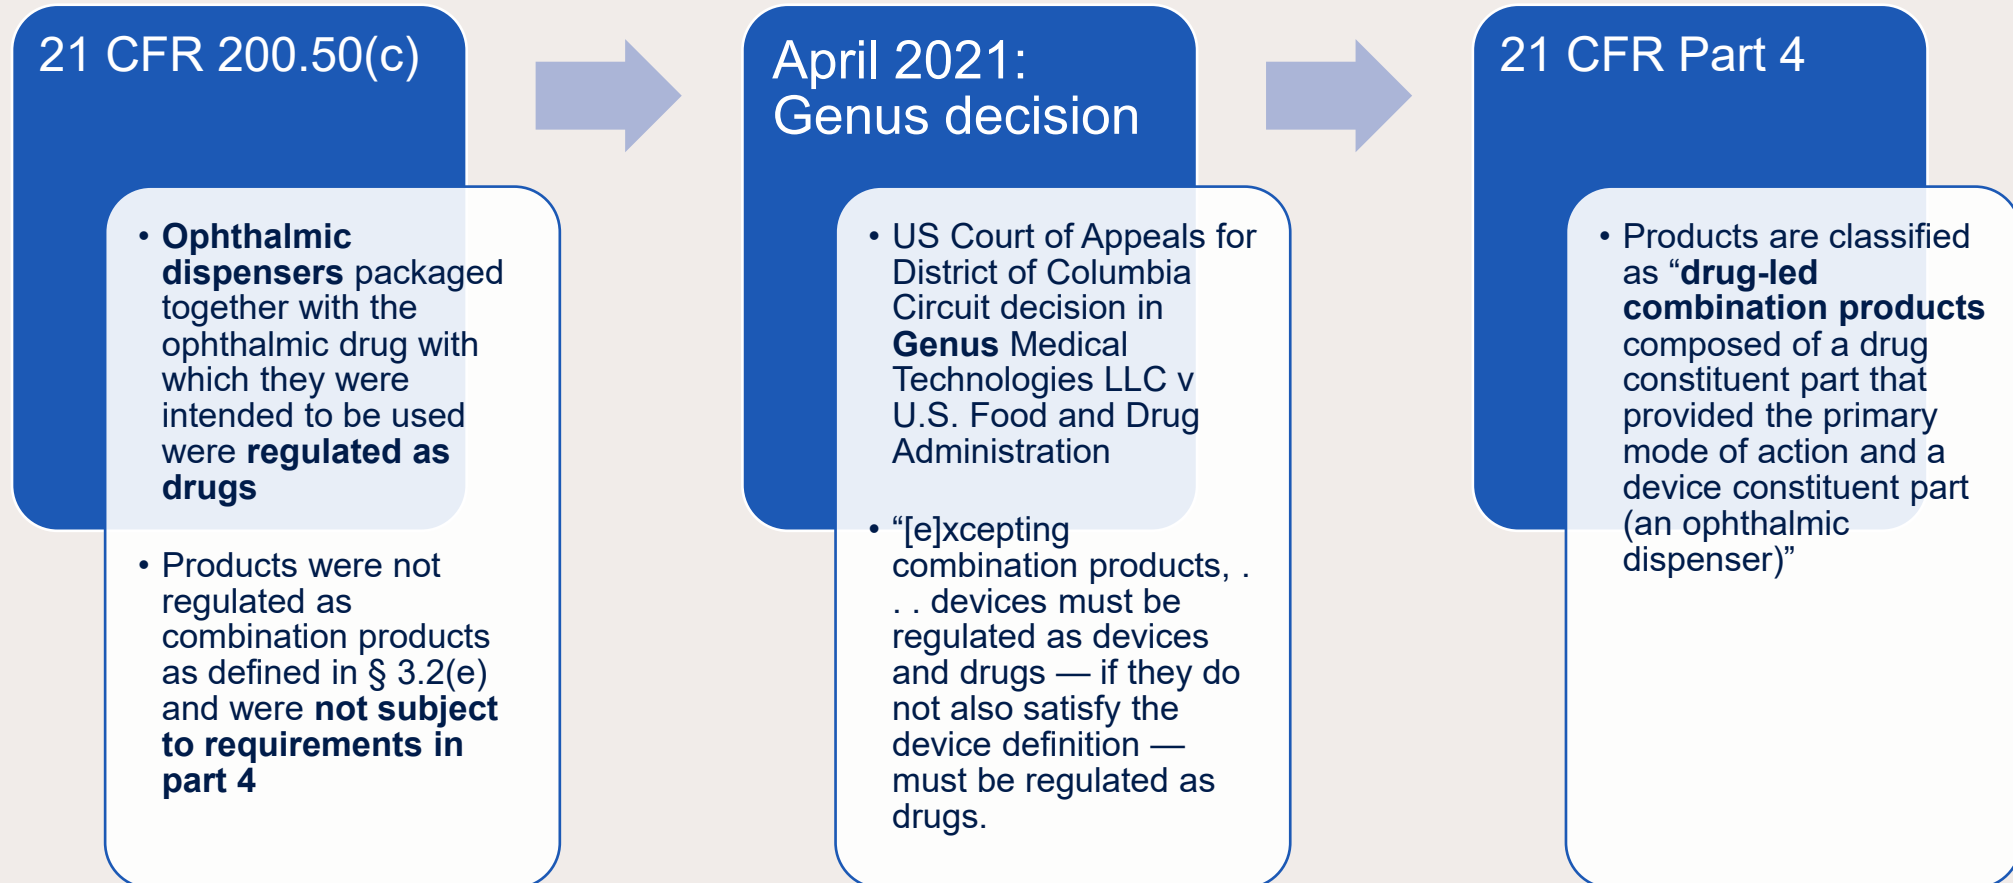 21 CFR 200.50(c)
• Ophthalmic
dispensers packaged
together with the
ophthalmic drug with
which they were
intended to be used
were regulated as
drugs
• Products were not
regulated as
combination products
as defined in § 3.2(e)
and were not subject
to requirements in
part 4
April 2021:
Genus decision
• US Court of Appeals for
District of Columbia
Circuit decision in
Genus Medical
Technologies LLC v
U.S. Food and Drug
Administration
• “[e]xcepting
combination products, .
. . devices must be
regulated as devices
and drugs — if they do
not also satisfy the
device definition —
must be regulated as
drugs.
21 CFR Part 4
• Products are classified
as “drug-led
combination products
composed of a drug
constituent part that
provided the primary
mode of action and a
device constituent part
(an ophthalmic
dispenser)”